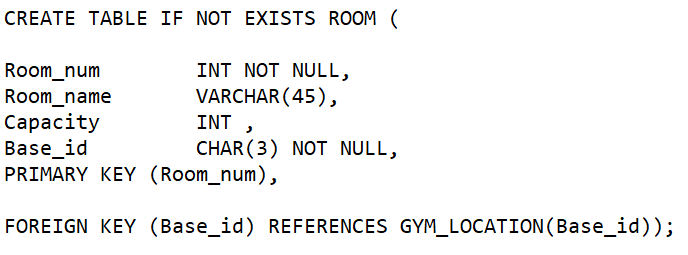 CREATE TABLE IF NOT EXISTS ROOM (
Room_num INT NOT NULL,
Room_name VARCHAR(45),
Capacity INT ,
Base_id CHAR(3) NOT NULL,
PRIMARY KEY (Room_num),
FOREIGN KEY (Base_id) REFERENCES GYM_LOCATION(Base_id));